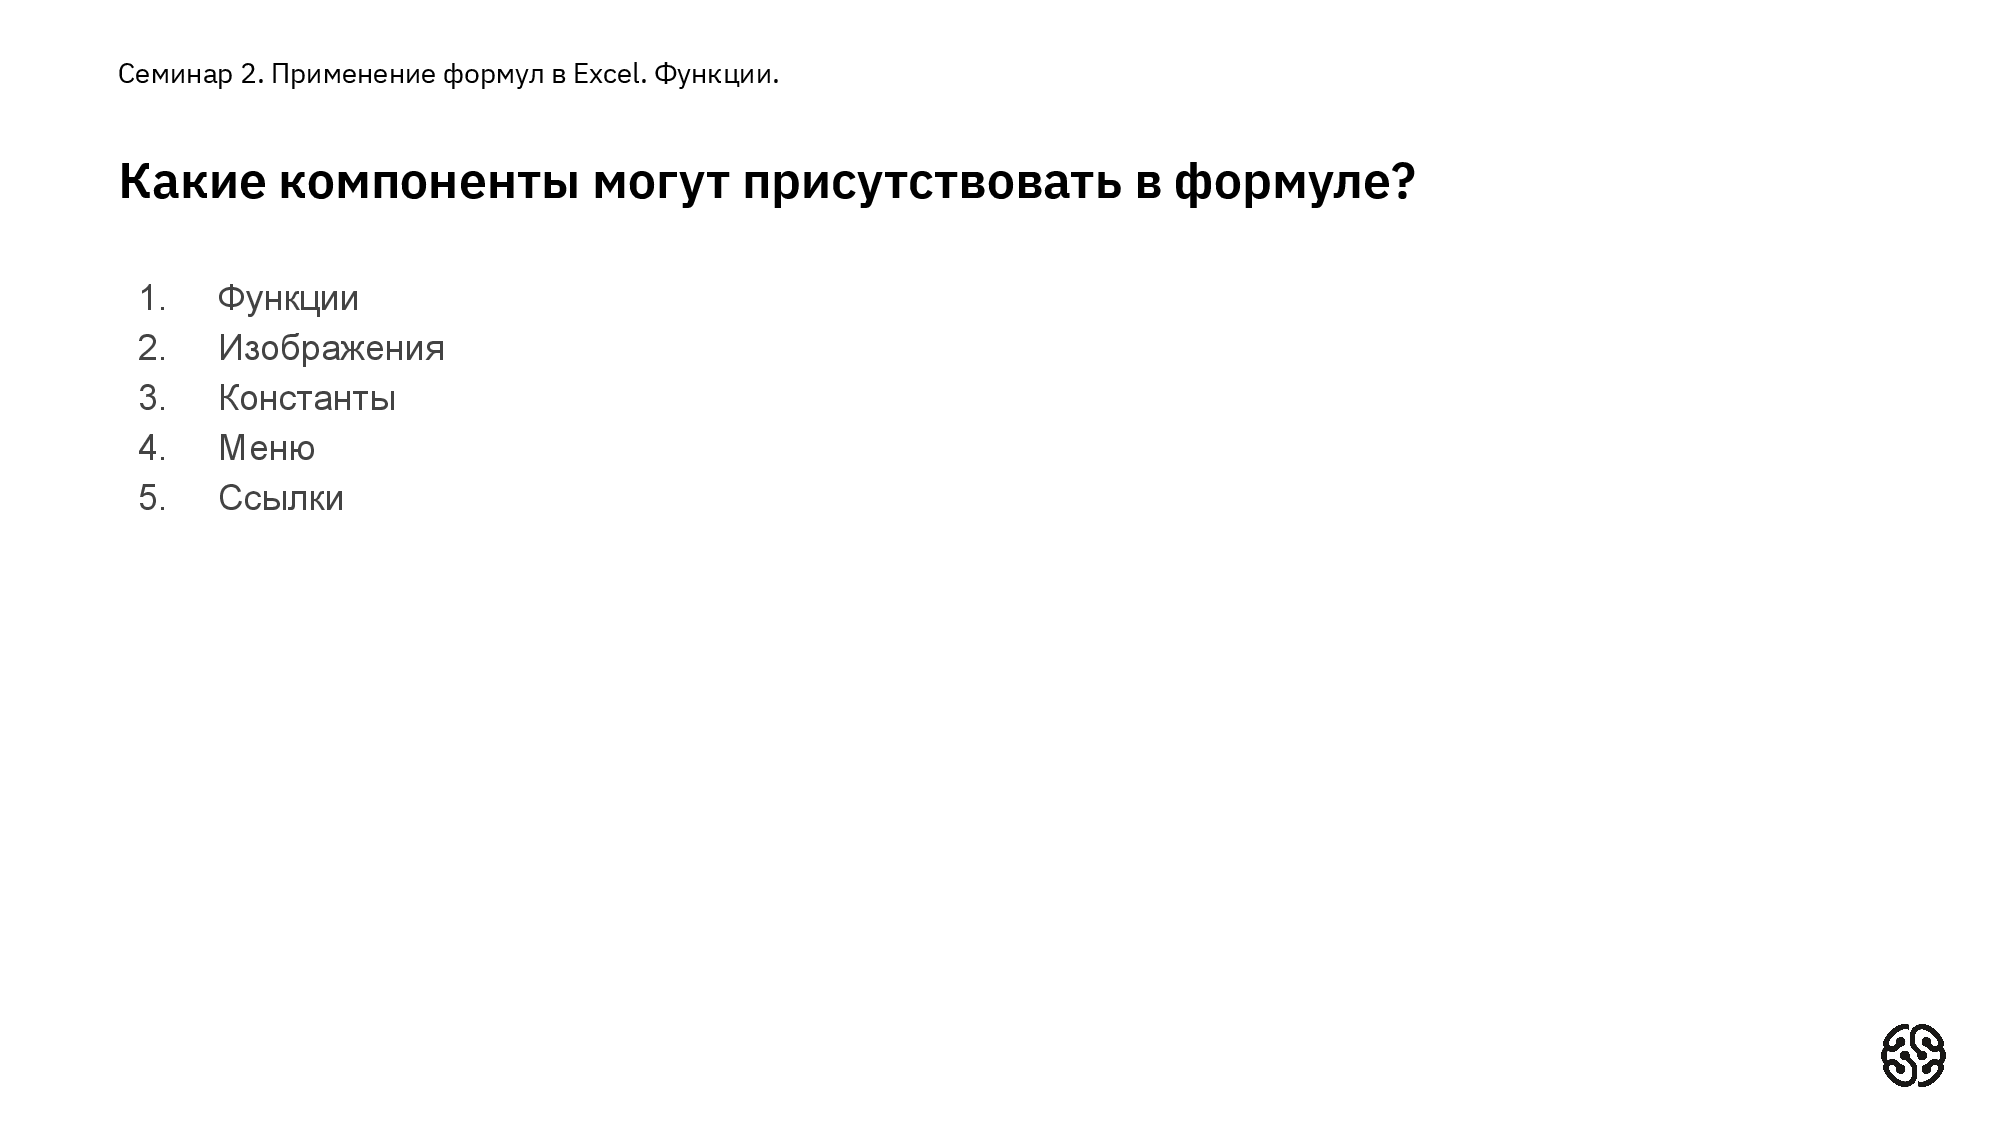 Семинар 2. Применение формул в Excel. Функции.
Какие компоненты могут присутствовать в формуле?
1. Функции
2. Изображения
3. Константы
4. Меню
5. Ссылки